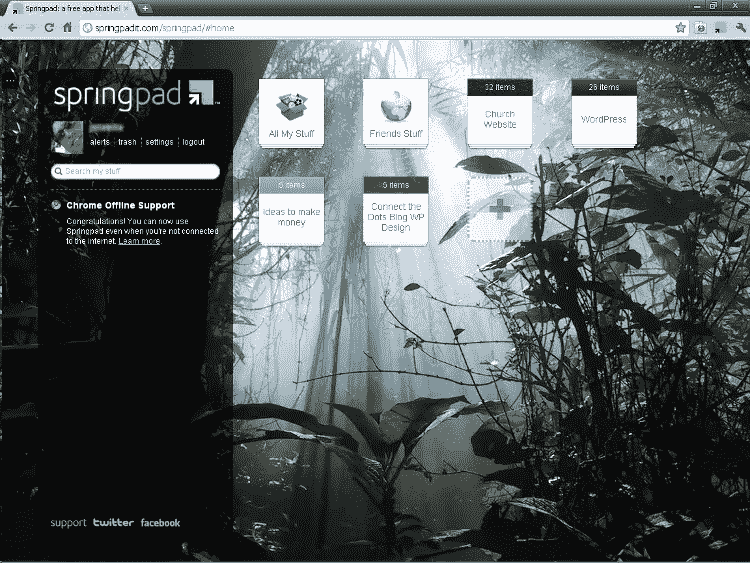 Springpad: a free app that hel
springpadit.com/springpad/#home
springpad
alerts trash settings logout
Search my stuff
Chrome Offline Support
Congratulations! You can now use
Springpad even when you're not connected
to the internet. Learn more.
All My Stuff
Friends Stuff
32 items
Church
Website
26 items
WordPress
5 items
Ideas to make
money
5 items
Connect the
Dots Blog WP
Design
support twitter facebook